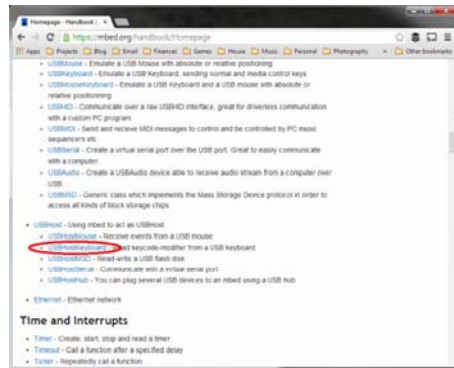 Homepage - Handbook | x
https://mbed.org/handbook/Homepage
Apps Projects Blog Email Finances Games House Music Personal Photography » Other bookmarks
USBMouse - Emulate a USB Mouse with absolute or relative positioning
USBKeyboard - Emulate a USB Keyboard, sending normal and media control keys
USBMouseKeyboard - Emulate a USB Keyboard and a USB mouse with absolute or
relative positionning
USBHID - Communicate over a raw USBHID interface, great for driverless communication
with a custom PC program
USBMIDI - Send and recieve MIDI messages to control and be controlled by PC music
sequencers etc
USBSerial - Create a virtual serial port over the USB port. Great to easily communicate
with a computer
USBAudio - Create a USBAudio device able to receive audio stream from a computer over
USB
USBMSD - Generic class which implements the Mass Storage Device protocol in order to
access all kinds of block storage chips
USBHost - Using mbed to act as USBHost
USBHostMouse - Receive events from a USB mouse
USBHostKeyboard - Read keycode-modifier from a USB keyboard
USBHostMSD - Read-write a USB flash disk
USBHostSerial - Communicate with a virtual serial port
USBHostHub - You can plug several USB devices to an mbed using a USB hub
Ethernet - Ethernet network
Time and Interrupts
Timer - Create, start, stop and read a timer
Timeout - Call a function after a specified delay
Ticker - Repeatedly call a function